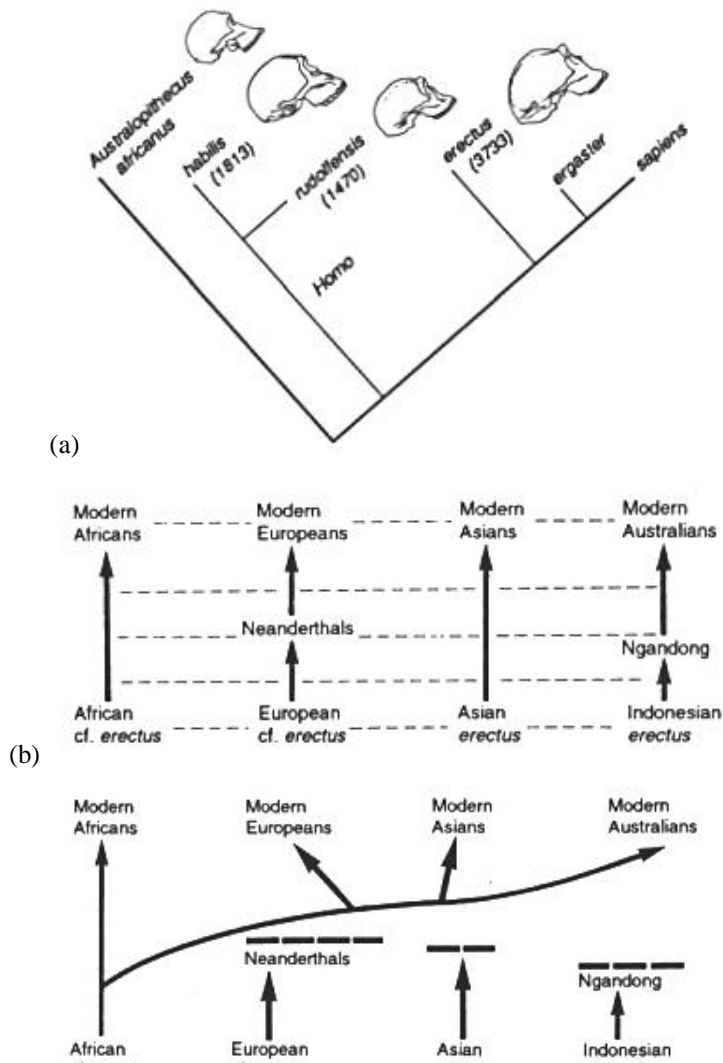 Australopithecus
africanus
habilis
(1813)
rudolfensis
(1470)
Homo
erectus
(3733)
ergaster
sapiens
(a)
Modern Africans
Modern Europeans
Modern Asians
Modern Australians
Neanderthals
Ngandong
African cf. erectus
European cf. erectus
Asian erectus
Indonesian erectus
(b)
Modern Africans
Modern Europeans
Modern Asians
Modern Australians
Neanderthals
Ngandong
African
European
Asian
Indonesian